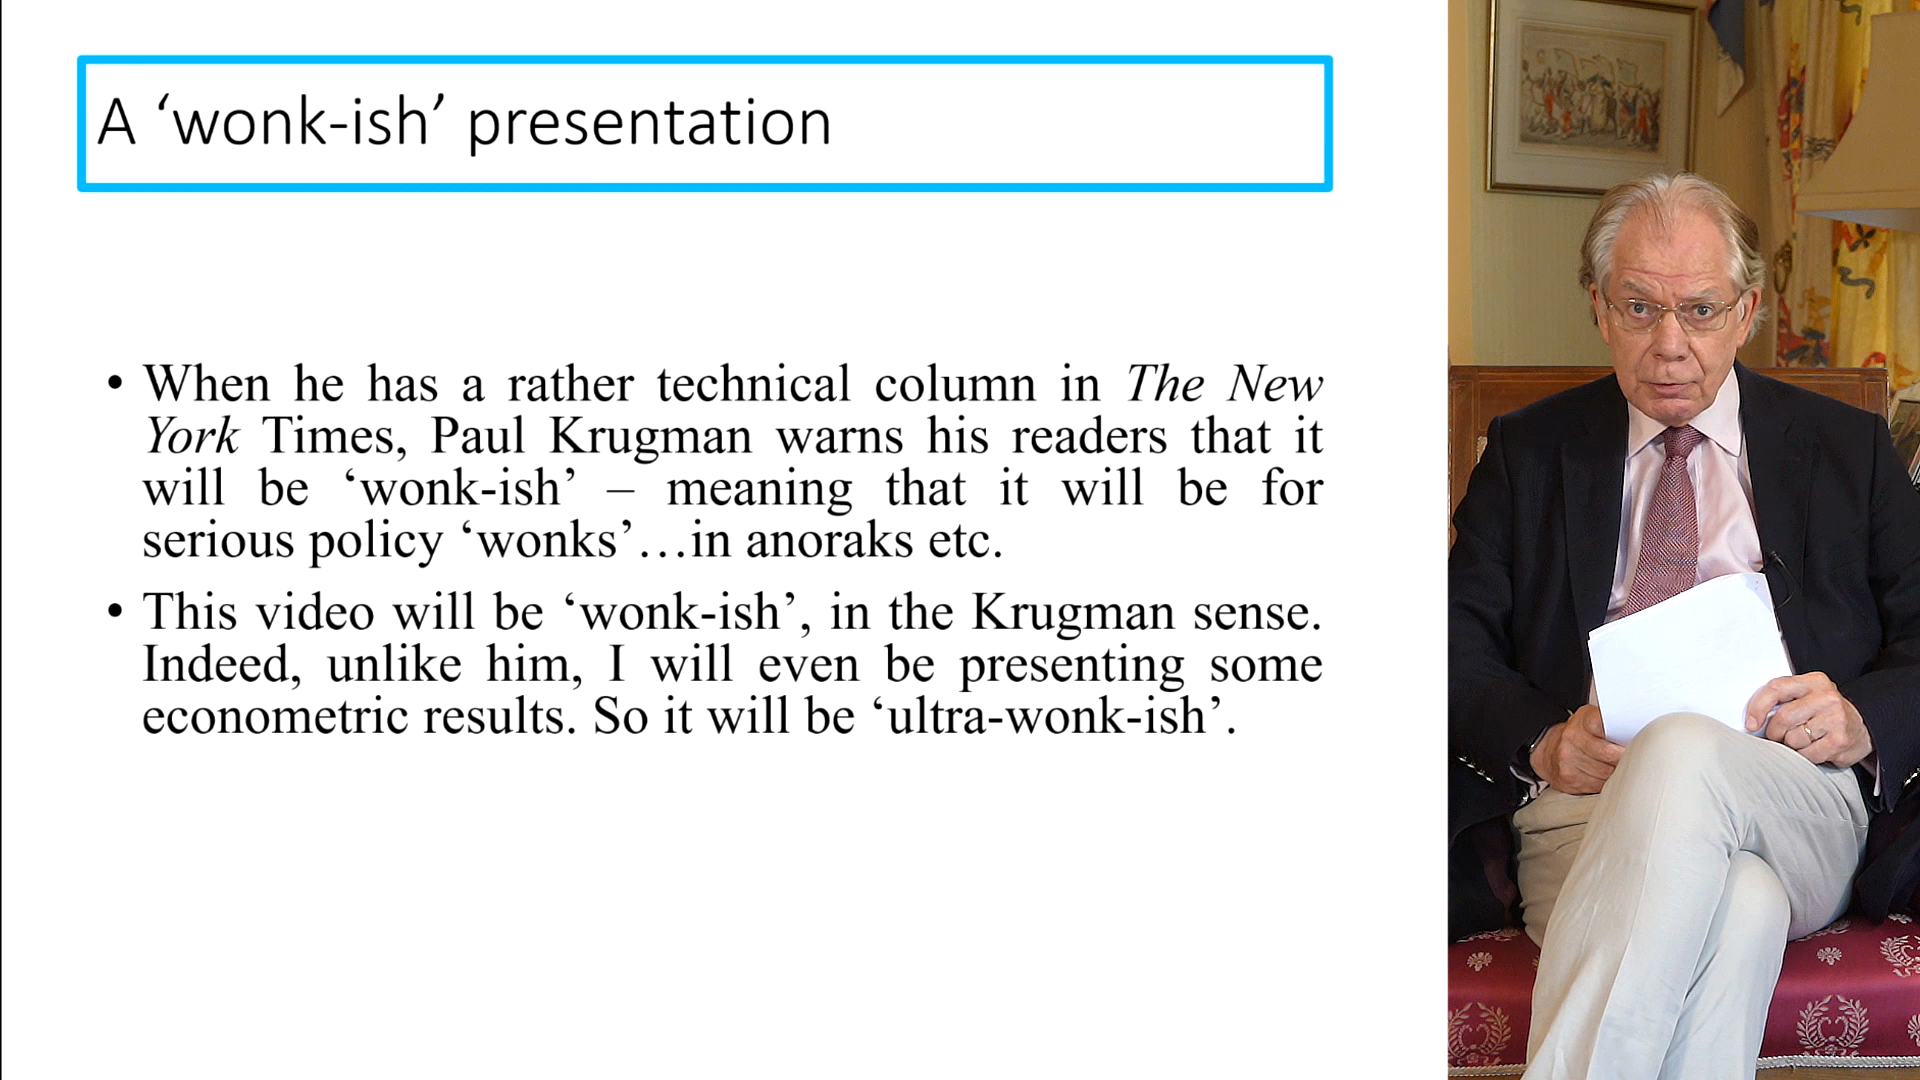 A ‘wonk-ish’ presentation
• When he has a rather technical column in The New
York Times, Paul Krugman warns his readers that it
will be ‘wonk-ish’ – meaning that it will be for
serious policy ‘wonks’…in anoraks etc.
• This video will be ‘wonk-ish’, in the Krugman sense.
Indeed, unlike him, I will even be presenting some
econometric results. So it will be ‘ultra-wonk-ish’.